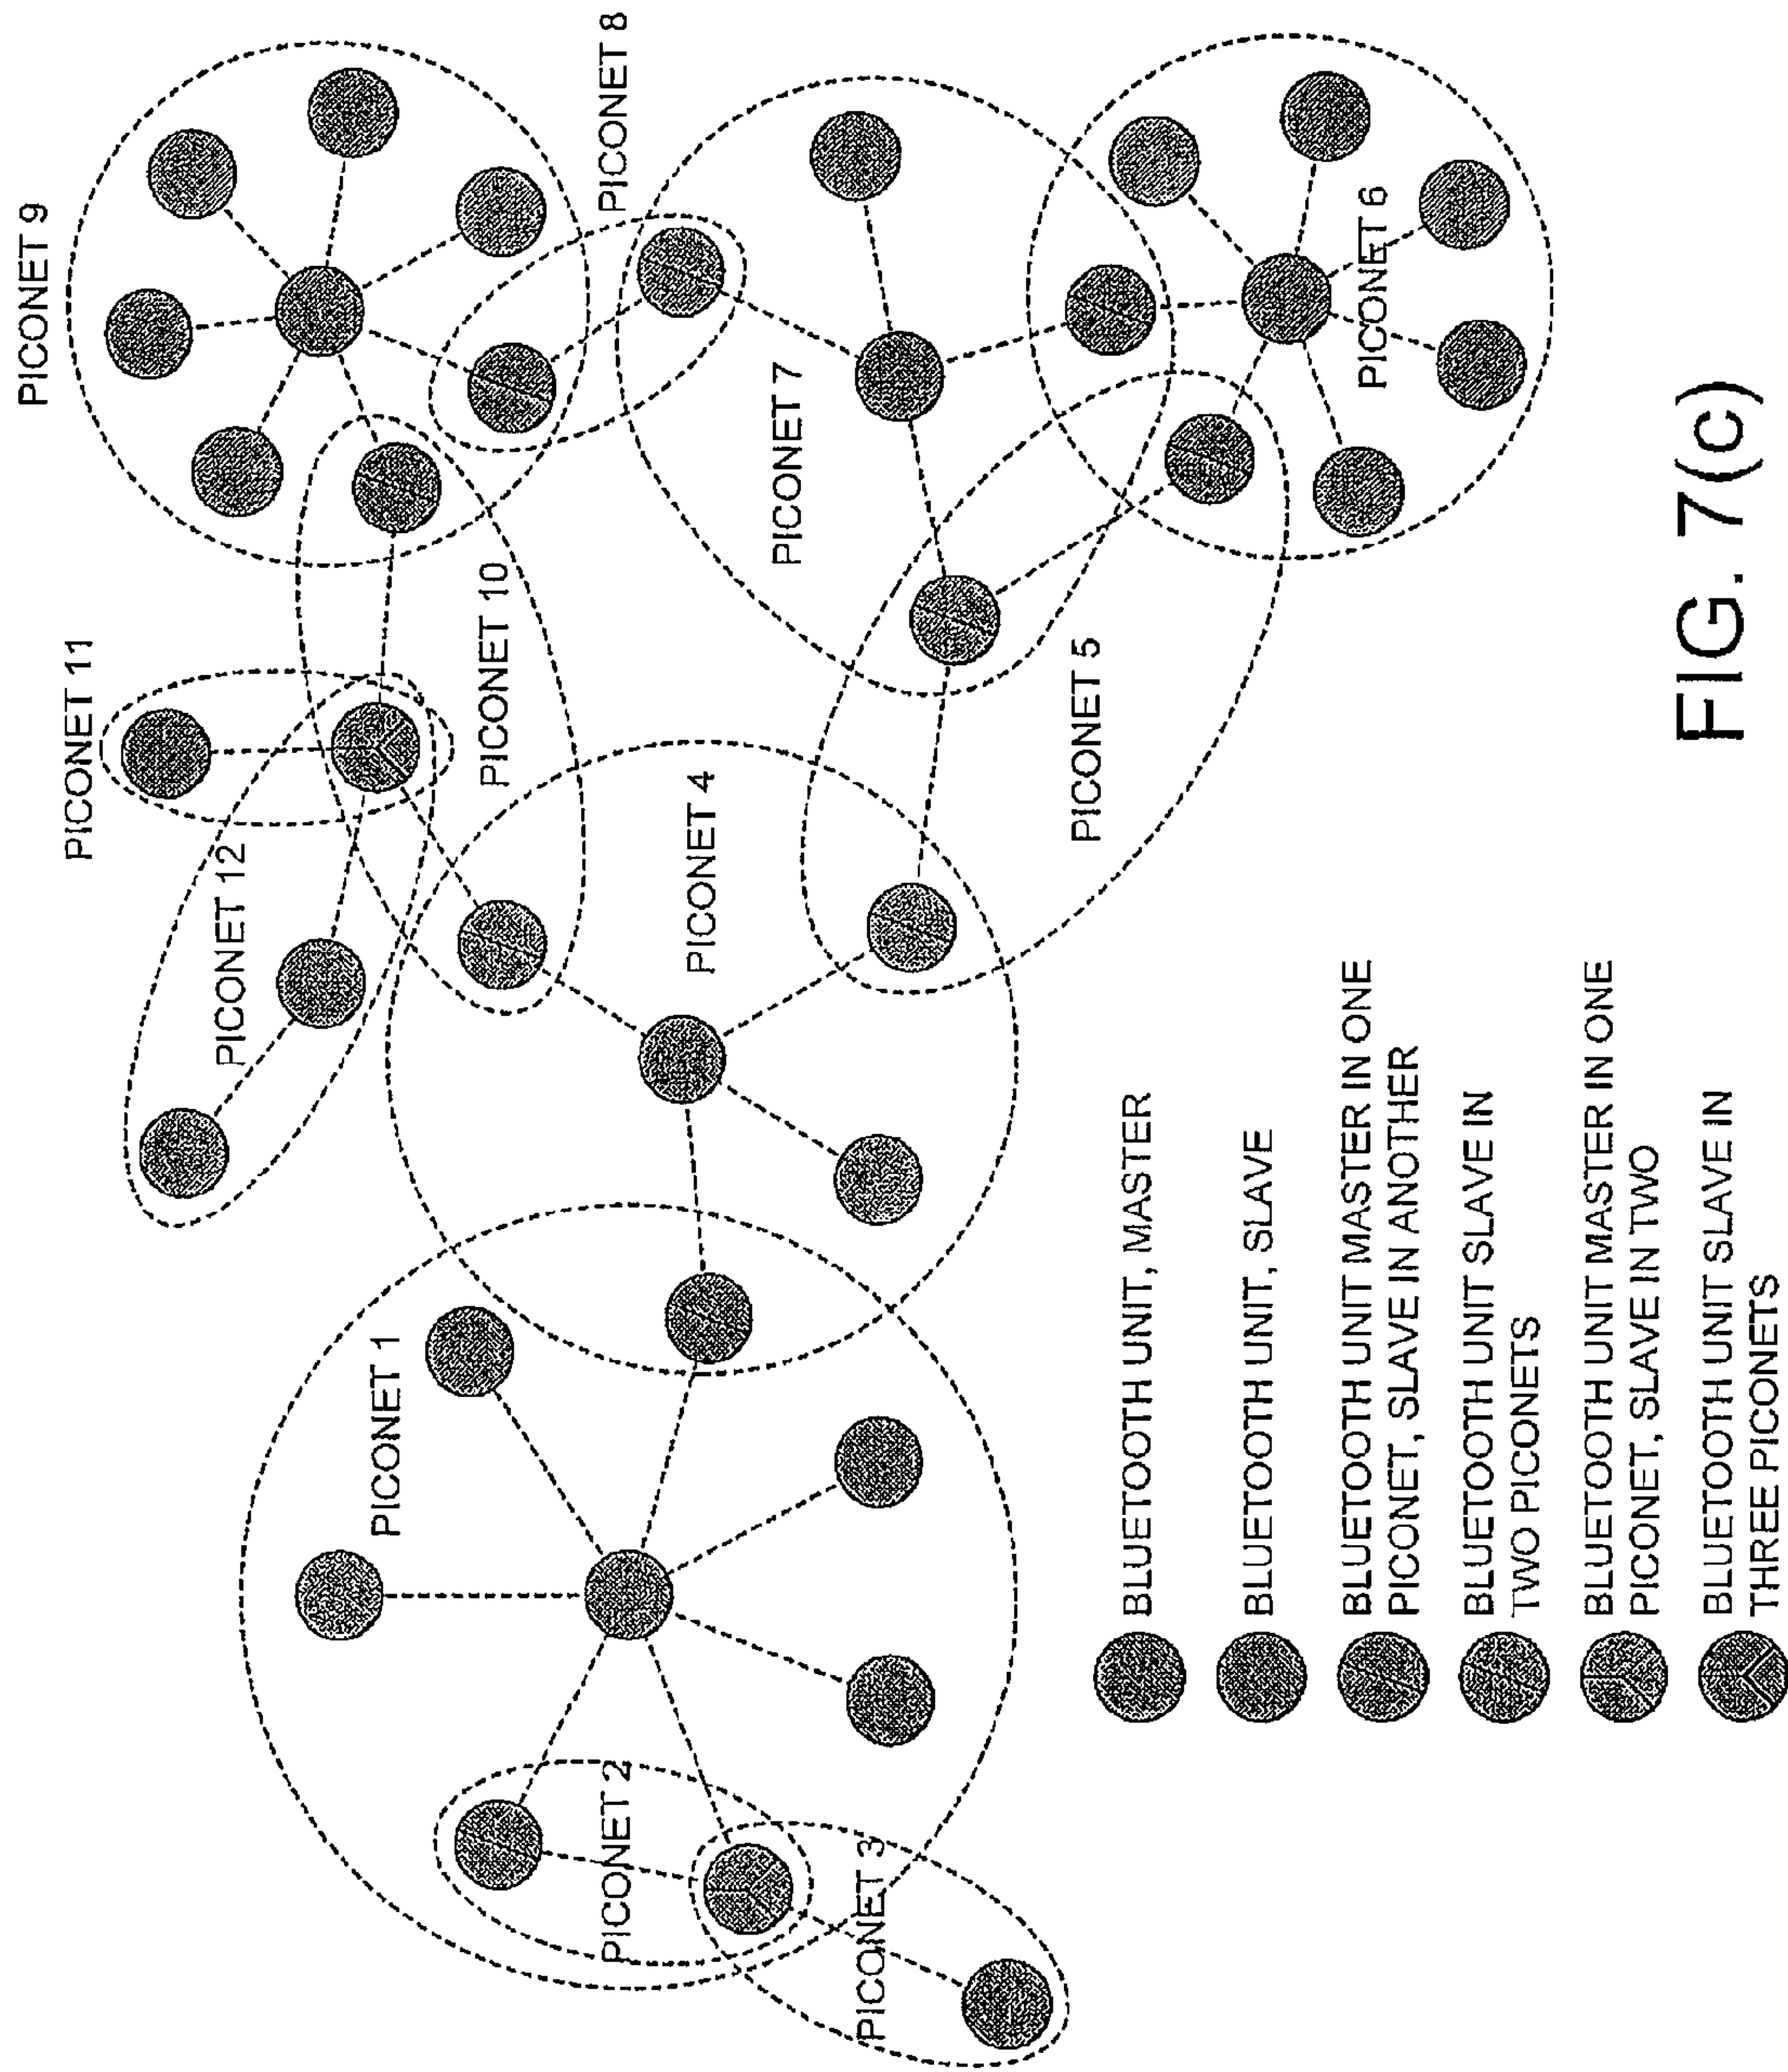 PICONET 1
PICONET 2
PICONET 3
PICONET 4
PICONET 5
PICONET 6
PICONET 7
PICONET 8
PICONET 9
PICONET 10
PICONET 11
PICONET 12
BLUETOOTH UNIT, MASTER
BLUETOOTH UNIT, SLAVE
BLUETOOTH UNIT MASTER IN ONE
PICONET, SLAVE IN ANOTHER
BLUETOOTH UNIT SLAVE IN
TWO PICONETS
BLUETOOTH UNIT MASTER IN ONE
PICONET, SLAVE IN TWO
BLUETOOTH UNIT SLAVE IN
THREE PICONETS
FIG. 7(c)